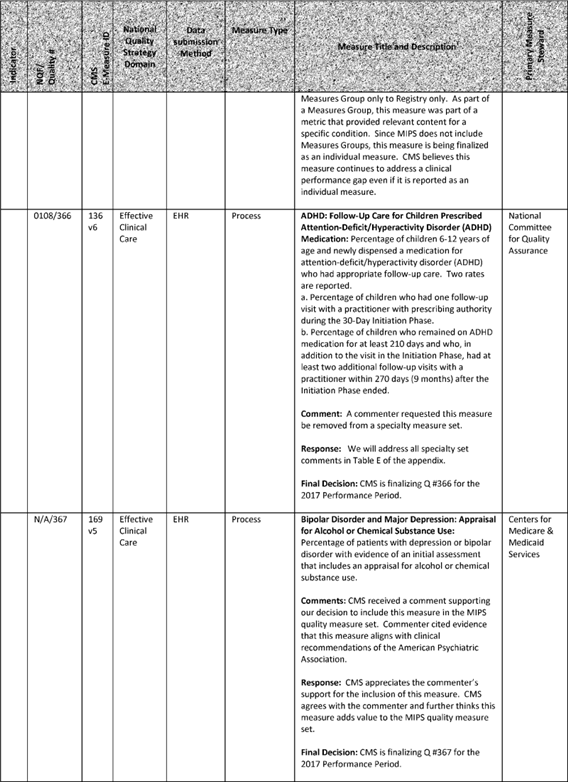 Indicator
NQF/
Quality #
CMS
E-Measure ID
National
Quality
Strategy
Domain
Data
submission
Method
Measure Type
Measure Title and Description
Primary Measure
Steward
Measures Group only to Registry only. As part of
a Measures Group, this measure was part of a
metric that provided relevant content for a
specific condition. Since MIPS does not include
Measures Groups, this measure is being finalized
as an individual measure. CMS believes this
measure continues to address a clinical
performance gap even if it is reported as an
individual measure.
0108/366
136
v6
Effective
Clinical
Care
EHR
Process
ADHD: Follow-Up Care for Children Prescribed
Attention-Deficit/Hyperactivity Disorder (ADHD)
Medication: Percentage of children 6-12 years of
age and newly dispensed a medication for
attention-deficit/hyperactivity disorder (ADHD)
who had appropriate follow-up care. Two rates
are reported.
a. Percentage of children who had one follow-up
visit with a practitioner with prescribing authority
during the 30-Day Initiation Phase.
b. Percentage of children who remained on ADHD
medication for at least 210 days and who, in
addition to the visit in the Initiation Phase, had at
least two additional follow-up visits with a
practitioner within 270 days (9 months) after the
Initiation Phase ended.
Comment: A commenter requested this measure
be removed from a specialty measure set.
Response: We will address all specialty set
comments in Table E of the appendix.
Final Decision: CMS is finalizing Q #366 for the
2017 Performance Period.
National
Committee
for Quality
Assurance
N/A/367
169
v5
Effective
Clinical
Care
EHR
Process
Bipolar Disorder and Major Depression: Appraisal
for Alcohol or Chemical Substance Use:
Percentage of patients with depression or bipolar
disorder with evidence of an initial assessment
that includes an appraisal for alcohol or chemical
substance use.
Comments: CMS received a comment supporting
our decision to include this measure in the MIPS
quality measure set. Commenter cited evidence
that this measure aligns with clinical
recommendations of the American Psychiatric
Association.
Response: CMS appreciates the commenter's
support for the inclusion of this measure. CMS
agrees with the commenter and further thinks this
measure adds value to the MIPS quality measure
set.
Final Decision: CMS is finalizing Q #367 for the
2017 Performance Period.
Centers for
Medicare &
Medicaid
Services